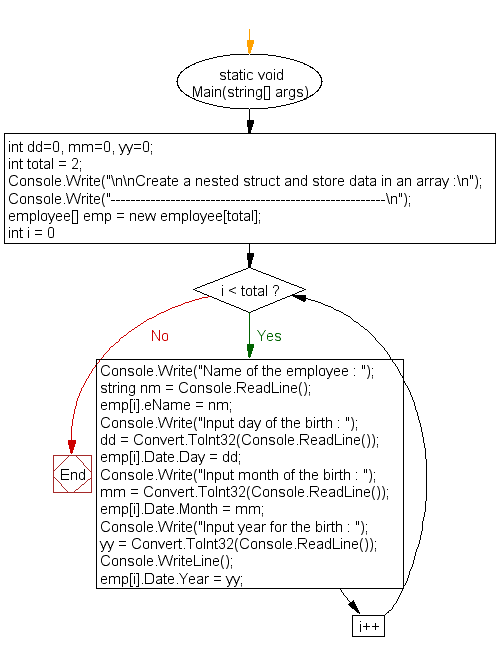 static void
Main(string[] args)
int dd=0, mm=0, yy=0;
int total = 2;
Console.Write("\n\nCreate a nested struct and store data in an array :\n");
Console.Write("-------------------------------------------------------\n");
employee[] emp = new employee[total];
int i = 0
i < total ?
No
Yes
Console.Write("Name of the employee : ");
string nm = Console.ReadLine();
emp[i].eName = nm;
Console.Write("Input day of the birth : ");
dd = Convert.ToInt32(Console.ReadLine());
emp[i].Date.Day = dd;
Console.Write("Input month of the birth : ");
mm = Convert.ToInt32(Console.ReadLine());
emp[i].Date.Month = mm;
Console.Write("Input year for the birth : ");
yy = Convert.ToInt32(Console.ReadLine());
Console.WriteLine();
emp[i].Date.Year = yy;
End
i++